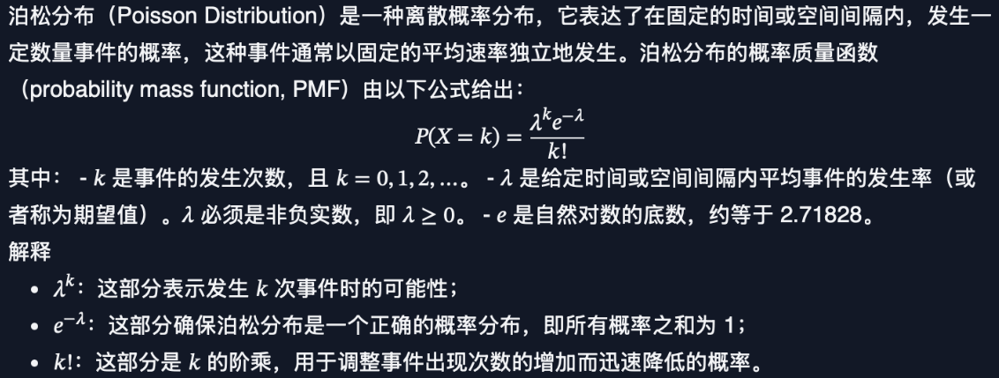 泊松分布（Poisson Distribution）是一种离散概率分布，它表达了在固定的时间或空间间隔内，发生一
定数量事件的概率，这种事件通常以固定的平均速率独立地发生。泊松分布的概率质量函数
（probability mass function, PMF）由以下公式给出：
P(X = k) = \frac{λ^k e^{−λ}}{k!}
其中： - k 是事件的发生次数，且 k = 0, 1, 2, ...。 - λ 是给定时间或空间间隔内平均事件的发生率（或
者称为期望值）。λ 必须是非负实数，即 λ ≥ 0。 - e 是自然对数的底数，约等于 2.71828。
解释
• λ^k：这部分表示发生 k 次事件时的可能性；
• e^{−λ}：这部分确保泊松分布是一个正确的概率分布，即所有概率之和为 1；
• k!：这部分是 k 的阶乘，用于调整事件出现次数的增加而迅速降低的概率。